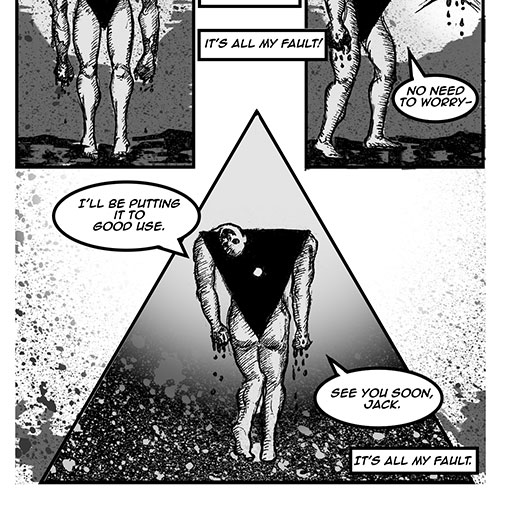 IT'S ALL MY FAULT!
NO NEED
TO WORRY–
I'LL BE PUTTING
IT TO
GOOD USE.
SEE YOU SOON,
JACK.
IT'S ALL MY FAULT.